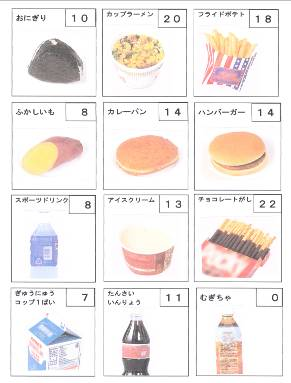 おにぎり 10
カップラーメン 20
フライドポテト 18
ふかしいも 8
カレーパン 14
ハンバーガー 14
スポーツドリンク 8
アイスクリーム 13
チョコレートがし 22
ぎゅうにゅう
コップ1ぱい 7
たんさん
いんりょう 11
むぎちゃ 0